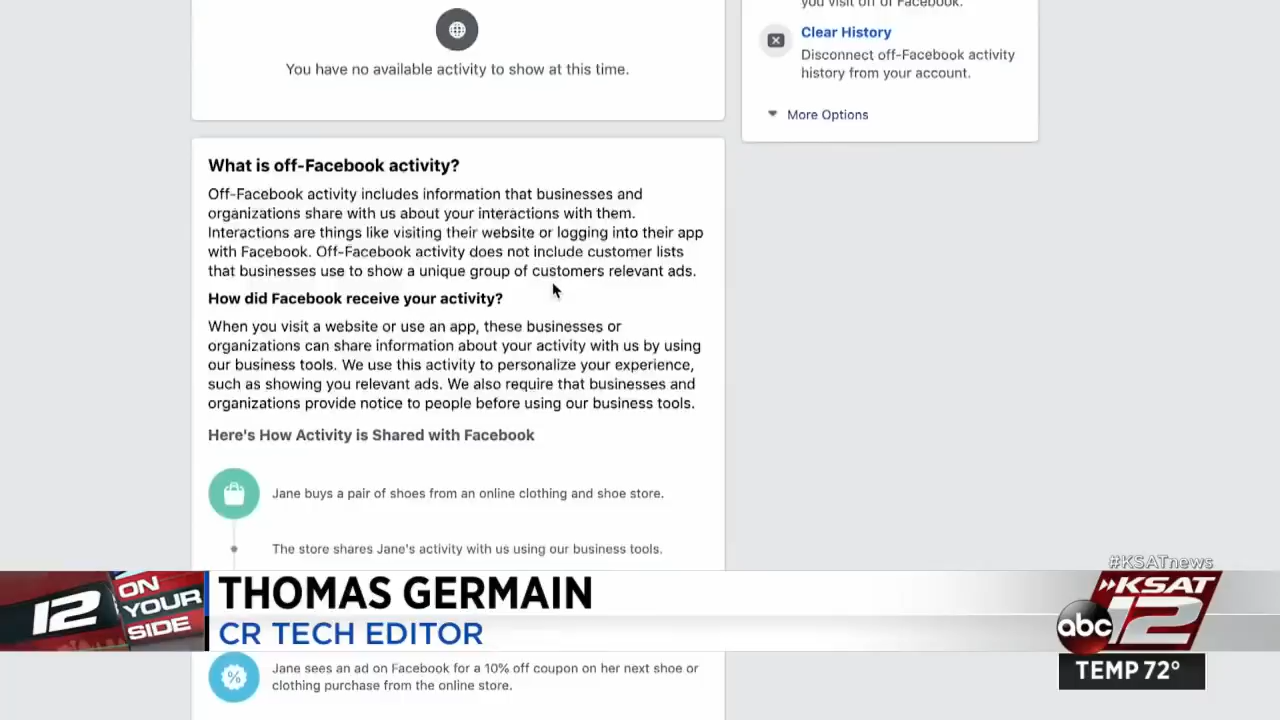 you visit off of Facebook.
Clear History
Disconnect off-Facebook activity
history from your account.
More Options
You have no available activity to show at this time.
What is off-Facebook activity?
Off-Facebook activity includes information that businesses and
organizations share with us about your interactions with them.
Interactions are things like visiting their website or logging into their app
with Facebook. Off-Facebook activity does not include customer lists
that businesses use to show a unique group of customers relevant ads.
How did Facebook receive your activity?
When you visit a website or use an app, these businesses or
organizations can share information about your activity with us by using
our business tools. We use this activity to personalize your experience,
such as showing you relevant ads. We also require that businesses and
organizations provide notice to people before using our business tools.
Here's How Activity is Shared with Facebook
Jane buys a pair of shoes from an online clothing and shoe store.
The store shares Jane's activity with us using our business tools.
#KSATnews
12 ON
YOUR
SIDE
THOMAS GERMAIN
CR TECH EDITOR
KSAT
abc 12
TEMP 72°
%
Jane sees an ad on Facebook for a 10% off coupon on her next shoe or
clothing purchase from the online store.